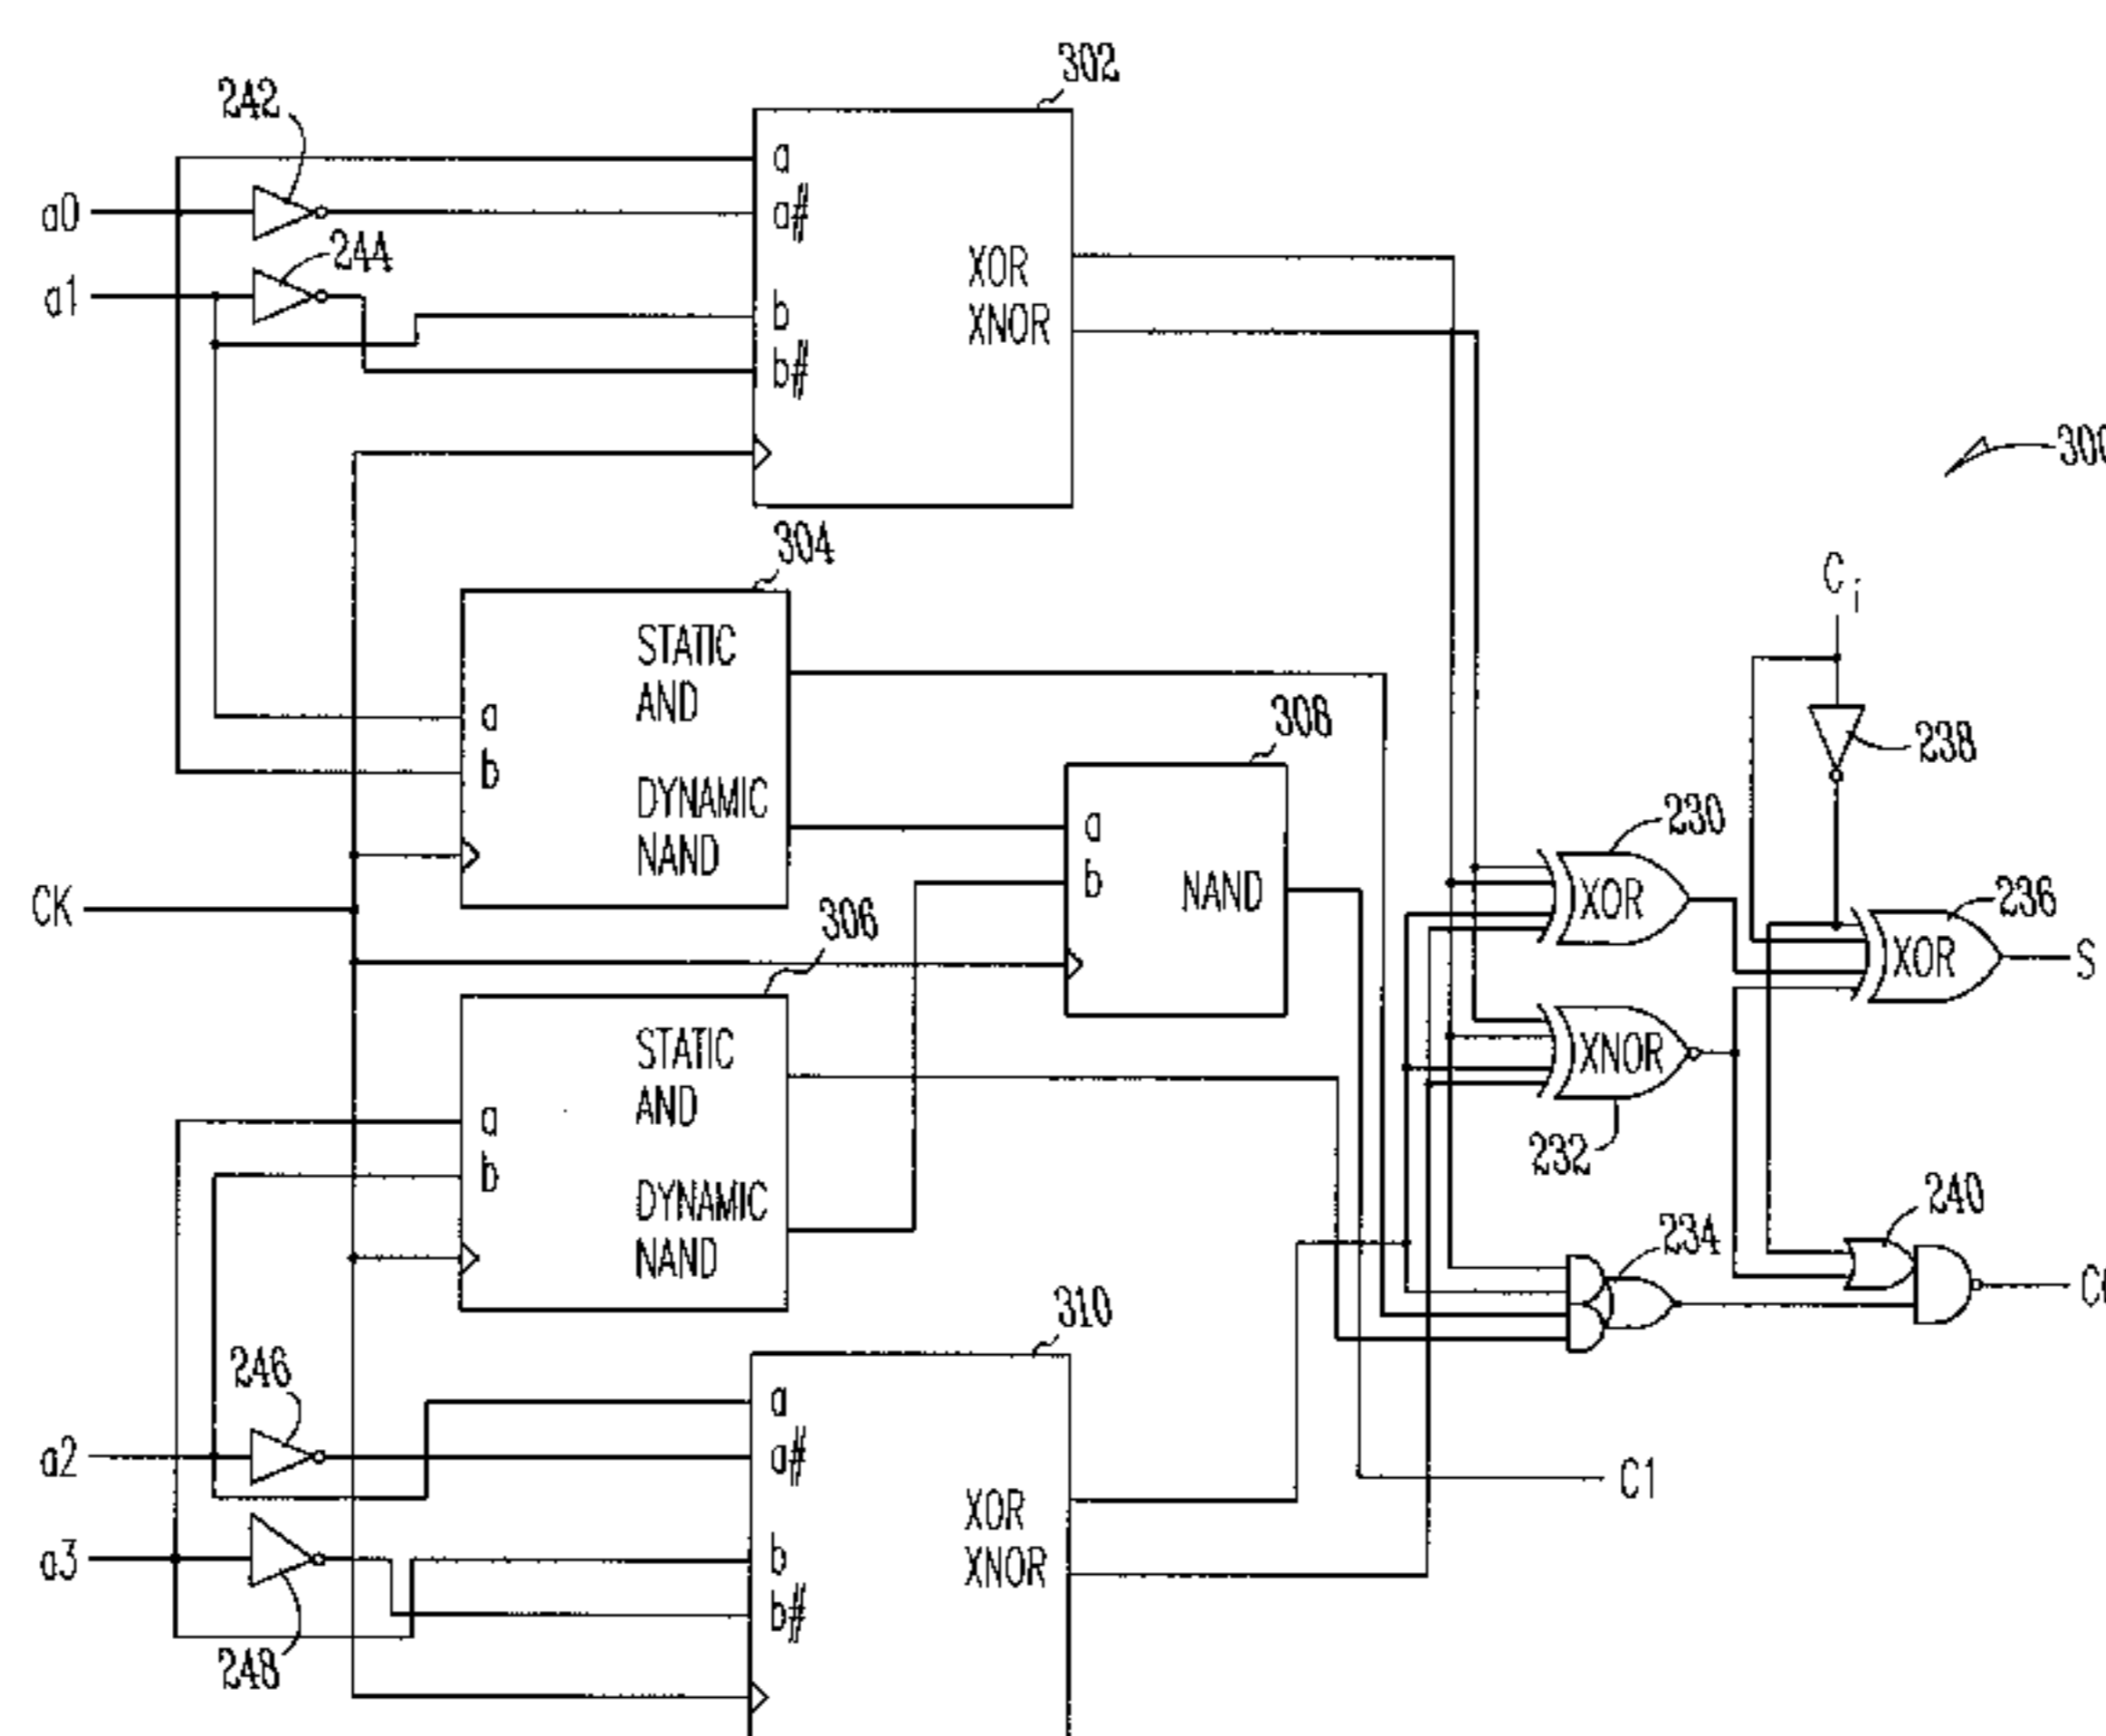 302
242
a
a0
a#
244
XOR
a1
b
XNOR
b#
300
304
C i
STATIC
AND
308
a
238
b
DYNAMIC
NAND
a
230
b
NAND
XOR
CK
306
236
XOR
S
STATIC
AND
XNOR
a
232
b
DYNAMIC
NAND
240
234
310
246
a
a2
a#
C1
XOR
a3
b
XNOR
b#
248